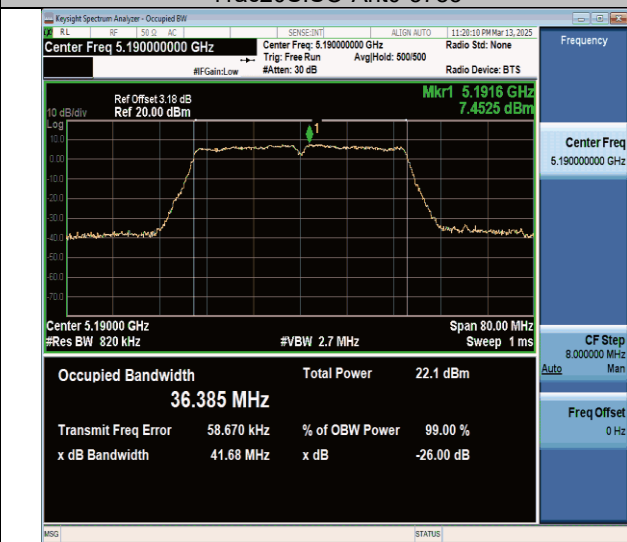 Keysight Spectrum Analyzer - Occupied BW
RL RF 50 Ω AC SENSE:INT ALIGN AUTO 11:20:10 PM Mar 13, 2025
Center Freq 5.190000000 GHz
Center Freq: 5.190000000 GHz Radio Std: None
Trig: Free Run Avg|Hold: 500/500
#IFGain:Low #Atten: 30 dB Radio Device: BTS
Frequency
Ref Offset 3.18 dB Mkr1 5.1916 GHz
10 dB/div Ref 20.00 dBm 7.4525 dBm
Log
10.0
0.00
-10.0
-20.0
-30.0
-40.0
-50.0
-60.0
-70.0
1
Center Freq
5.190000000 GHz
Center 5.19000 GHz Span 80.00 MHz
#Res BW 820 kHz #VBW 2.7 MHz Sweep 1 ms
CF Step
8.000000 MHz
Auto Man
Occupied Bandwidth Total Power 22.1 dBm
36.385 MHz
Transmit Freq Error 58.670 kHz % of OBW Power 99.00 %
x dB Bandwidth 41.68 MHz x dB -26.00 dB
Freq Offset
0 Hz
MSG STATUS